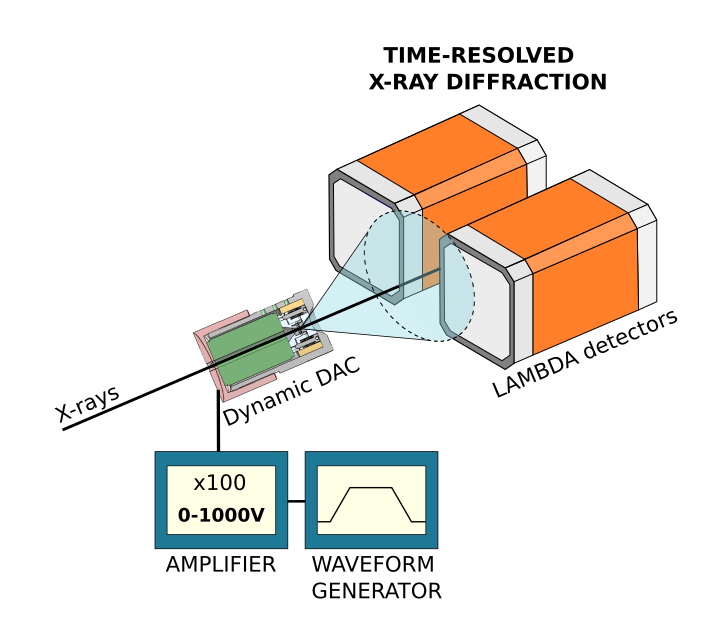 TIME-RESOLVED
X-RAY DIFFRACTION
LAMBDA detectors
X-rays
Dynamic DAC
x100
0-1000V
AMPLIFIER
WAVEFORM
GENERATOR